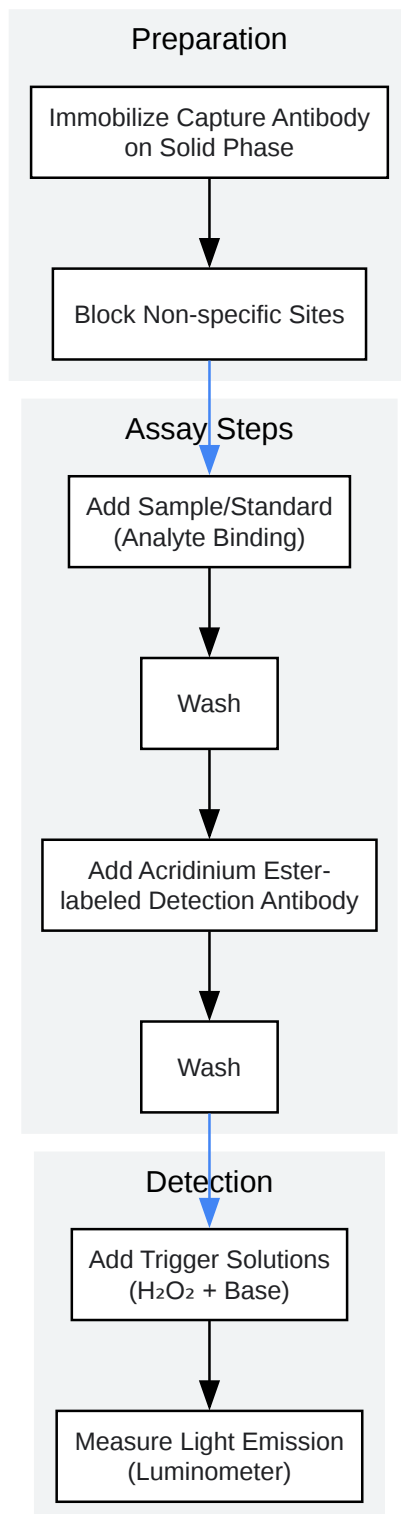 Preparation
Immobilize Capture Antibody
on Solid Phase
Block Non-specific Sites
Assay Steps
Add Sample/Standard
(Analyte Binding)
Wash
Add Acridinium Ester-
labeled Detection Antibody
Wash
Detection
Add Trigger Solutions
(H₂O₂ + Base)
Measure Light Emission
(Luminometer)